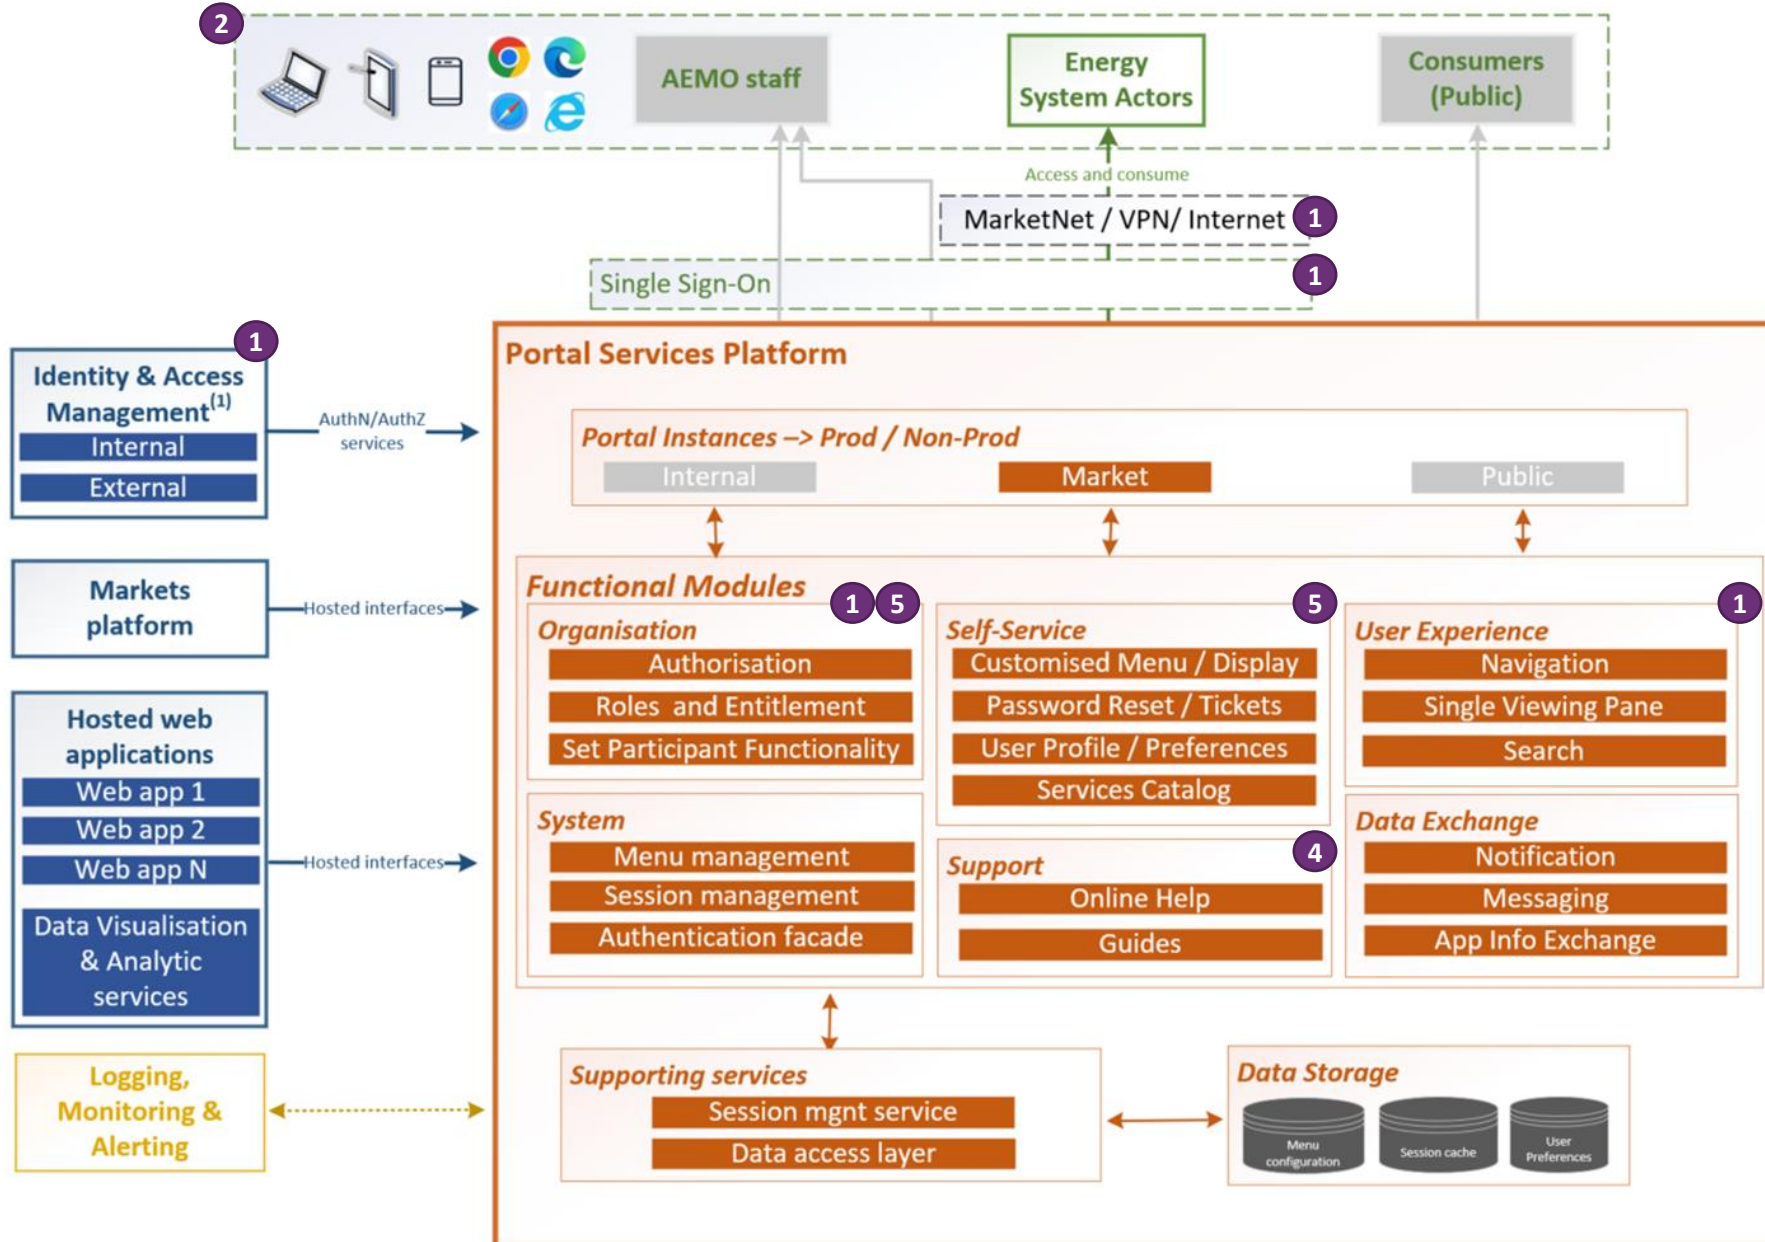 2
AEMO staff
Energy
System Actors
Consumers
(Public)
Access and consume
MarketNet / VPN/ Internet
1
Single Sign-On
1
1
Identity & Access
Management(1)
Internal
External
AuthN/AuthZ
services
Markets
platform
Hosted interfaces
Hosted web
applications
Web app 1
Web app 2
Web app N
Data Visualisation
& Analytic
services
Hosted interfaces
Logging,
Monitoring &
Alerting
Portal Services Platform
Portal Instances –> Prod / Non-Prod
Internal
Market
Public
Functional Modules
1
5
Organisation
Authorisation
Roles and Entitlement
Set Participant Functionality
5
Self-Service
Customised Menu / Display
Password Reset / Tickets
User Profile / Preferences
Services Catalog
1
User Experience
Navigation
Single Viewing Pane
Search
System
Menu management
Session management
Authentication facade
4
Support
Online Help
Guides
Data Exchange
Notification
Messaging
App Info Exchange
Supporting services
Session mgnt service
Data access layer
Data Storage
Menu
configuration
Session cache
User
Preferences